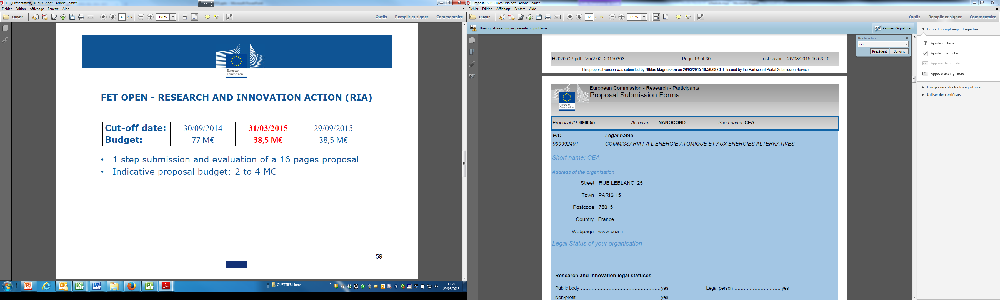 FET_Présentation_20150512.pdf - Adobe Reader
FR
Fichier Edition Affichage Fenêtre Aide
Ouvrir
6 / 9
101%
Outils
Remplir et signer
Commentaire
European
Commission
FET OPEN - RESEARCH AND INNOVATION ACTION (RIA)
Cut-off date: 30/09/2014 31/03/2015 29/09/2015
Budget: 77 M€ 38,5 M€ 38,5 M€
• 1 step submission and evaluation of a 16 pages proposal
• Indicative proposal budget: 2 to 4 M€
59
QUETTIER Lionel
13:29
29/06/2015
Proposal-SEP-210258795.pdf - Adobe Reader
Fichier Edition Affichage Fenêtre Aide
Ouvrir
17 / 110
121%
Outils
Remplir et signer
Commentaire
Une signature au moins présente un problème.
Panneau Signatures
Rechercher
cea
Précédent
Suivant
H2020-CP.pdf - Ver2.02 20150303 Page 16 of 30 Last saved 26/03/2015 16:53:10
This proposal version was submitted by Niklas Magnusson on 26/03/2015 16:56:09 CET. Issued by the Participant Portal Submission Service.
European Commission - Research - Participants
Proposal Submission Forms
European
Commission
Proposal ID 686055 Acronym NANOCOND Short name CEA
PIC Legal name
999992401 COMMISSARIAT A L ENERGIE ATOMIQUE ET AUX ENERGIES ALTERNATIVES
Short name: CEA
Address of the organisation
Street RUE LEBLANC 25
Town PARIS 15
Postcode 75015
Country France
Webpage www.cea.fr
Legal Status of your organisation
Research and Innovation legal statuses
Public body ........ yes Legal person ........ yes
Non-profit ........ yes
Outils de remplissage et signature
Ajouter du texte
Ajouter une coche
Apposer des initiales
Apposer une signature
Envoyer ou collecter les signatures
Utiliser des certificats